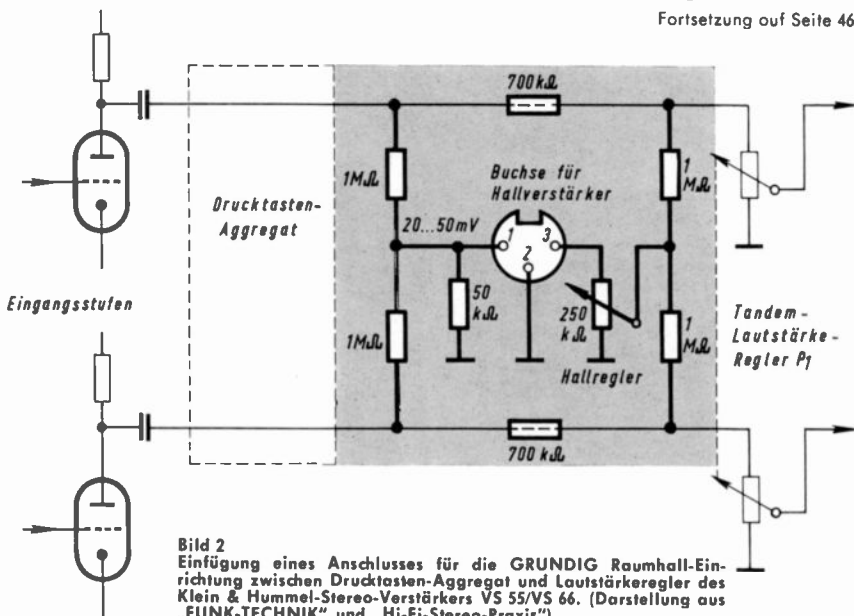 Fortsetzung auf Seite 46
700 kΩ
1MΩ
Buchse für
Hallverstärker
1
MΩ
Drucktasten-
Aggregat
20...50mV
1
2
3
Eingangsstufen
50
kΩ
250
kΩ
1MΩ
1
MΩ
Tandem-
Lautstärke-
Regler P1
Hallregler
700 kΩ
Bild 2
Einfügung eines Anschlusses für die GRUNDIG Raumhall-Ein-
richtung zwischen Drucktasten-Aggregat und Lautstärkeregler des
Klein & Hummel-Stereo-Verstärkers VS 55/VS 66. (Darstellung aus
„FUNK-TECHNIK" und „Hi-Fi-Stereo-Praxis")